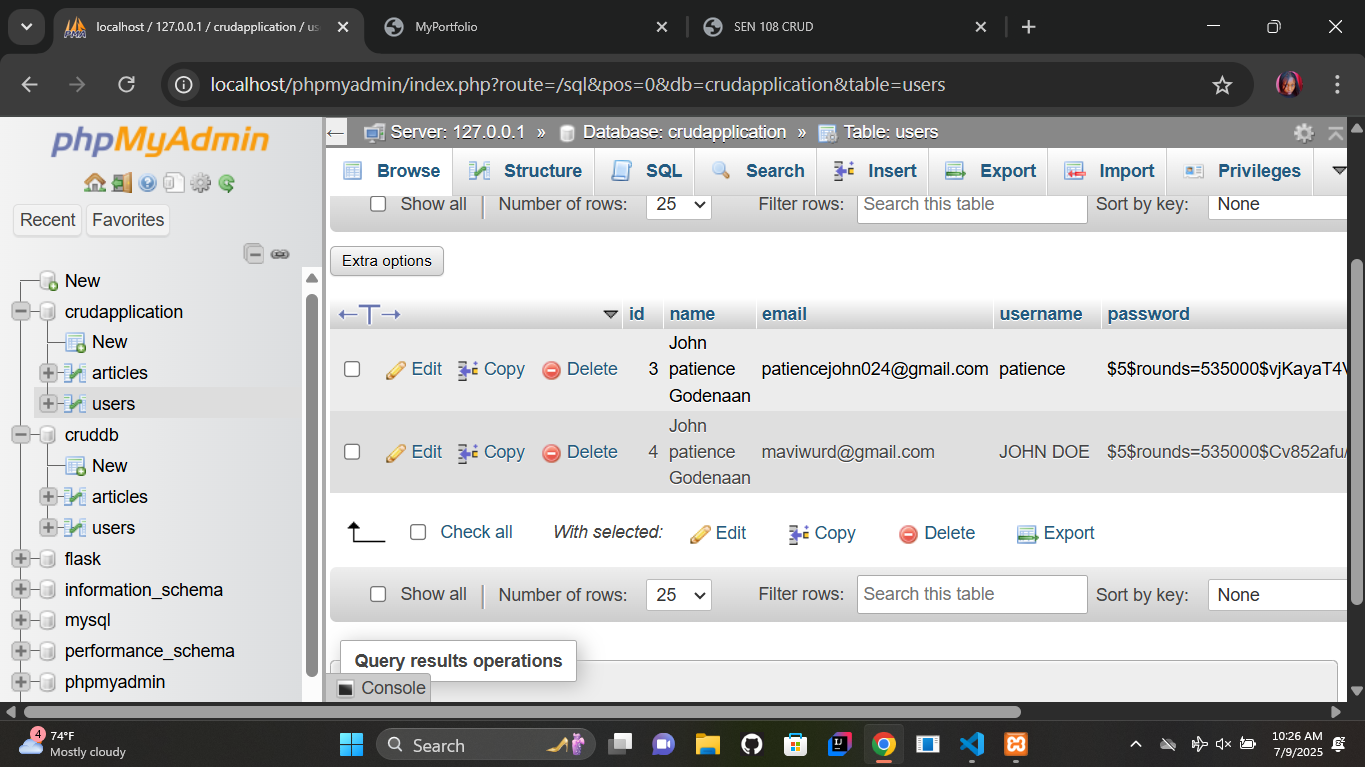 localhost / 127.0.0.1 / crudapplication / us
MyPortfolio
SEN 108 CRUD
localhost/phpmyadmin/index.php?route=/sql&pos=0&db=crudapplication&table=users
phpMyAdmin
Recent
Favorites
New
crudapplication
New
articles
users
cruddb
New
articles
users
flask
information_schema
mysql
performance_schema
phpmyadmin
Server: 127.0.0.1 » Database: crudapplication » Table: users
Browse Structure SQL Search Insert Export Import Privileges
Show all Number of rows: 25 Filter rows: Search this table Sort by key: None
Extra options
id name email username password
Edit Copy Delete 3 John patience Godenaan patiencejohn024@gmail.com patience $5$rounds=535000$vjKayaT4V
Edit Copy Delete 4 John patience Godenaan maviwurd@gmail.com JOHN DOE $5$rounds=535000$Cv852afu/
Check all With selected: Edit Copy Delete Export
Show all Number of rows: 25 Filter rows: Search this table Sort by key: None
Query results operations
Console
4
74°F
Mostly cloudy
Search
10:26 AM
7/9/2025